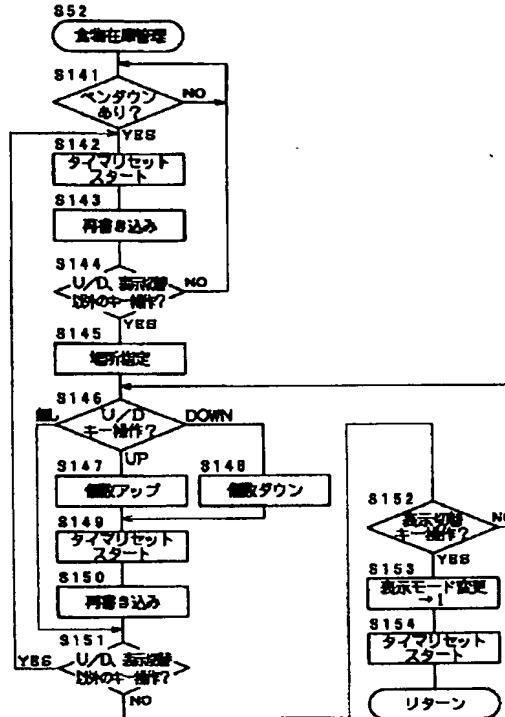 S52
食物在庫管理
S141
ペンダウン
あり?
NO
YES
S142
タイマリセット
スタート
S143
再書き込み
S144
U/D、表示切替
以外のキー操作?
NO
YES
S145
場所指定
S146
無し
U/D
キー操作?
DOWN
UP
S147
個数アップ
S148
個数ダウン
S149
タイマリセット
スタート
S150
再書き込み
S151
YES
U/D、表示切替
以外のキー操作?
NO
S152
表示切替
キー操作?
NO
YES
S153
表示モード変更
→1
S154
タイマリセット
スタート
リターン